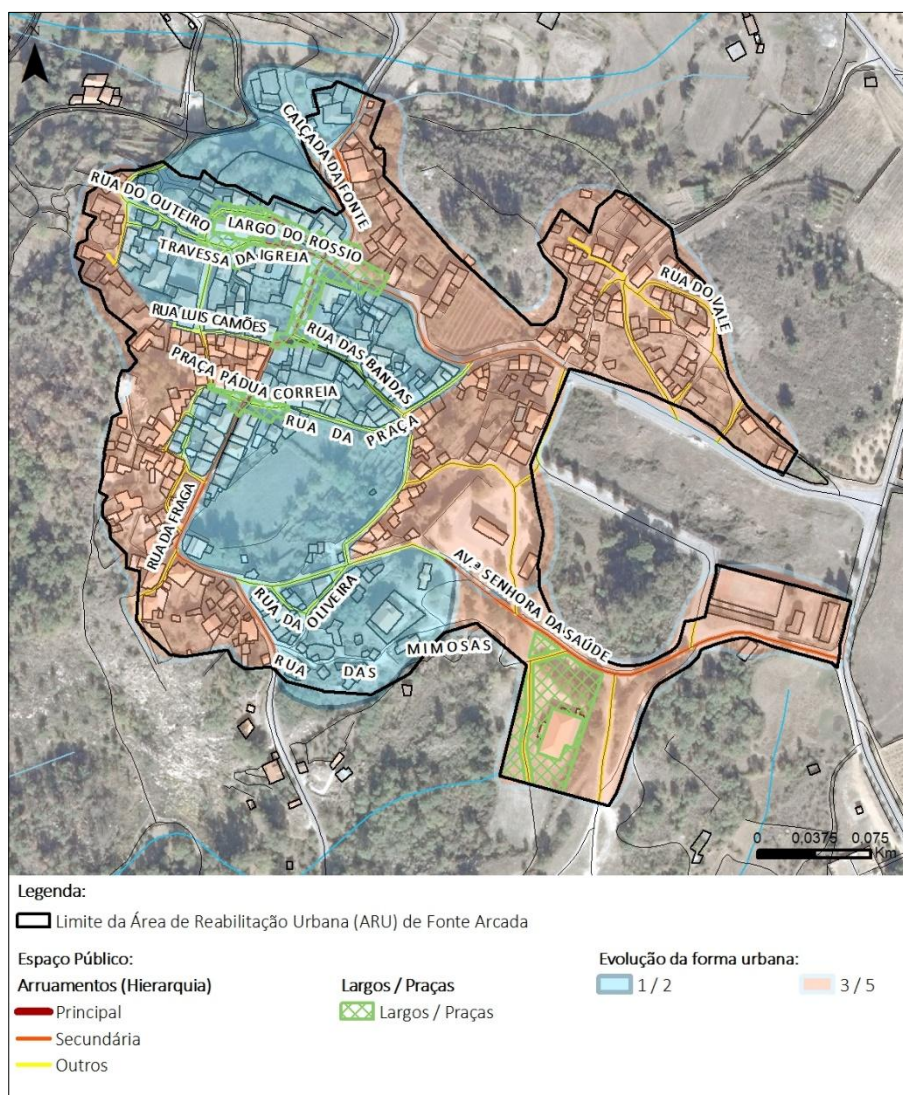 N
CALÇADA DA FONTE
RUA DO OUTEIRO
LARGO DO ROSSIO
TRAVESSA DA IGREJA
RUA DO VALE
RUA LUIS CAMÕES
RUA DAS BANDAS
PRAÇA PÁDUA CORREIA
RUA DA PRAÇA
RUA DA FRAGA
AV.ª SENHORA DA SAÚDE
RUA DA OLIVEIRA
RUA DAS MIMOSAS
0 0,0375 0.075
Km
Legenda:
Limite da Área de Reabilitação Urbana (ARU) de Fonte Arcada
Espaço Público:
Evolução da forma urbana:
Arruamentos (Hierarquia)
Largos / Praças
1 / 2
3 / 5
Principal
Largos / Praças
Secundária
Outros